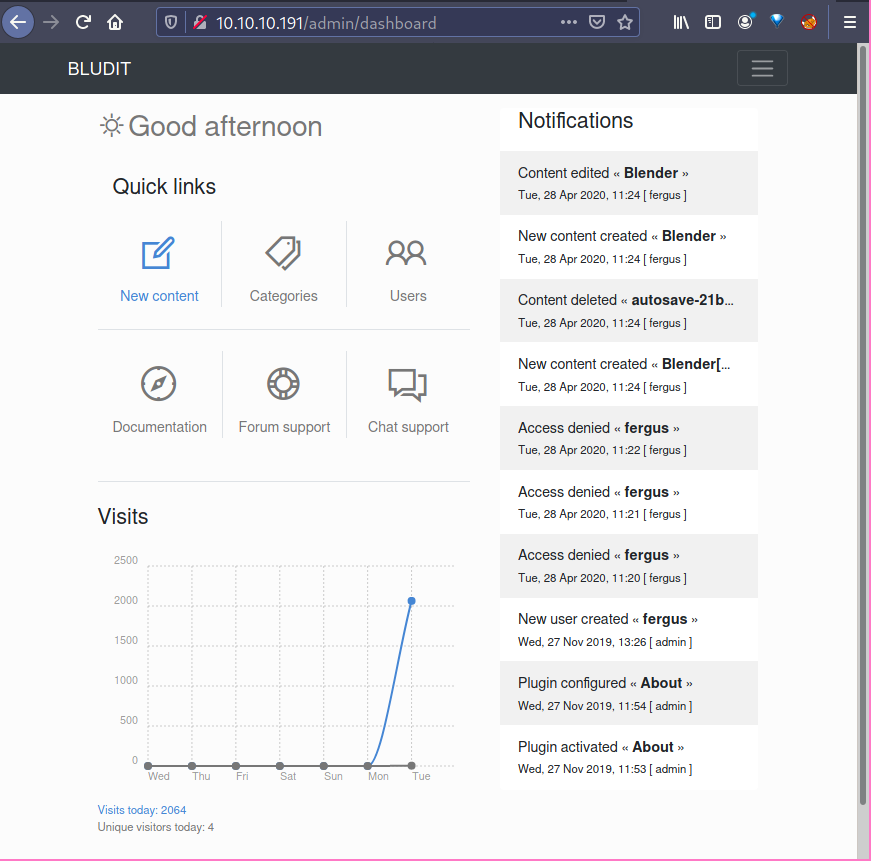 10.10.10.191/admin/dashboard
BLUDIT
Good afternoon
Quick links
New content
Categories
Users
Documentation
Forum support
Chat support
Visits
2500
2000
1500
1000
500
0
Wed Thu Fri Sat Sun Mon Tue
Visits today: 2064
Unique visitors today: 4
Notifications
Content edited « Blender »
Tue, 28 Apr 2020, 11:24 [ fergus ]
New content created « Blender »
Tue, 28 Apr 2020, 11:24 [ fergus ]
Content deleted « autosave-21b...
Tue, 28 Apr 2020, 11:24 [ fergus ]
New content created « Blender[...
Tue, 28 Apr 2020, 11:24 [ fergus ]
Access denied « fergus »
Tue, 28 Apr 2020, 11:22 [ fergus ]
Access denied « fergus »
Tue, 28 Apr 2020, 11:21 [ fergus ]
Access denied « fergus »
Tue, 28 Apr 2020, 11:20 [ fergus ]
New user created « fergus »
Wed, 27 Nov 2019, 13:26 [ admin ]
Plugin configured « About »
Wed, 27 Nov 2019, 11:54 [ admin ]
Plugin activated « About »
Wed, 27 Nov 2019, 11:53 [ admin ]